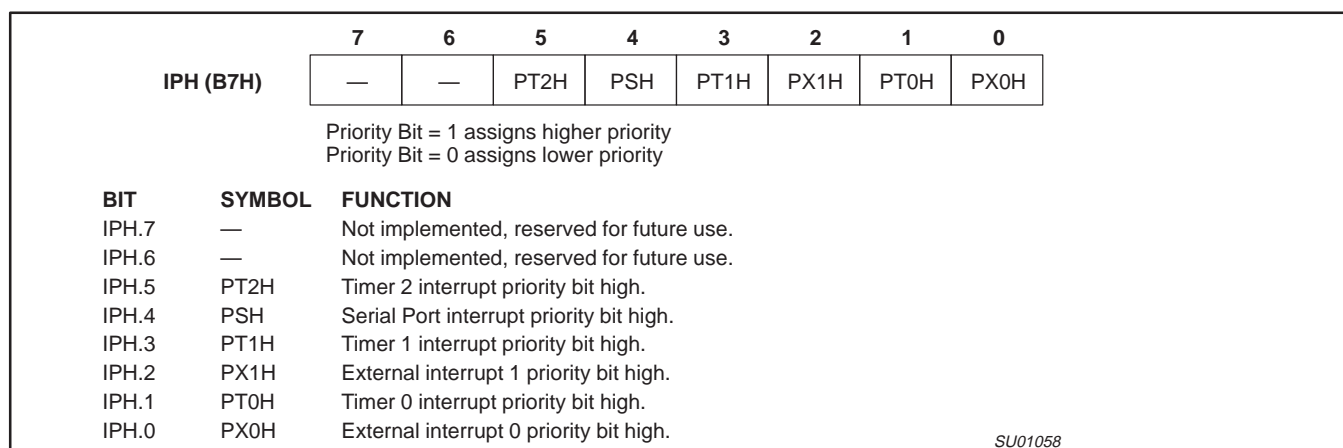 7 6 5 4 3 2 1 0
IPH (B7H) — — PT2H PSH PT1H PX1H PT0H PX0H
Priority Bit = 1 assigns higher priority
Priority Bit = 0 assigns lower priority
BIT SYMBOL FUNCTION
IPH.7 — Not implemented, reserved for future use.
IPH.6 — Not implemented, reserved for future use.
IPH.5 PT2H Timer 2 interrupt priority bit high.
IPH.4 PSH Serial Port interrupt priority bit high.
IPH.3 PT1H Timer 1 interrupt priority bit high.
IPH.2 PX1H External interrupt 1 priority bit high.
IPH.1 PT0H Timer 0 interrupt priority bit high.
IPH.0 PX0H External interrupt 0 priority bit high.
SU01058